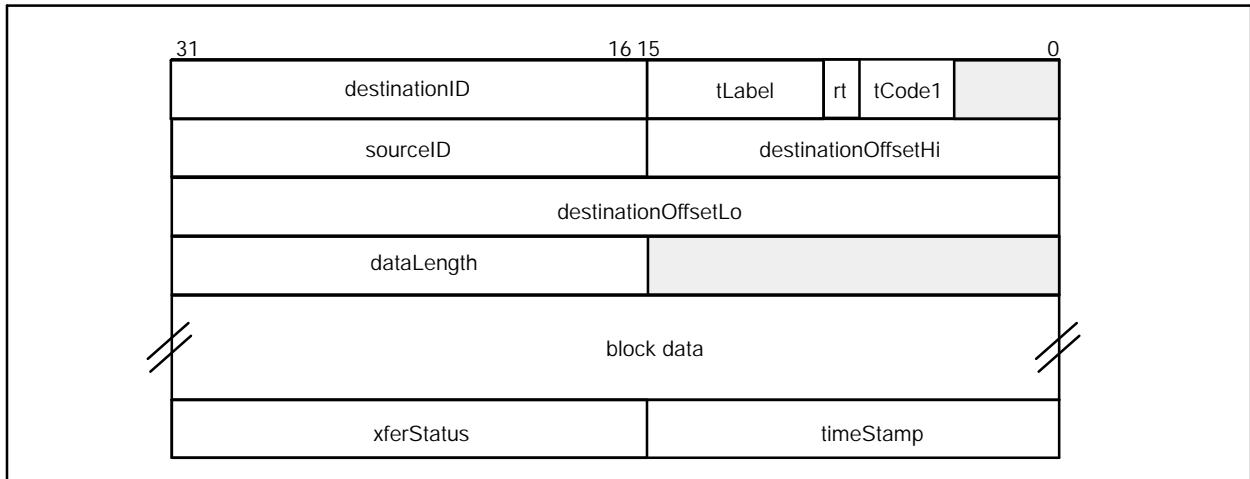 31 16 15 0
destinationID tLabel rt tCode1
sourceID destinationOffsetHi
destinationOffsetLo
dataLength
block data
xferStatus timeStamp